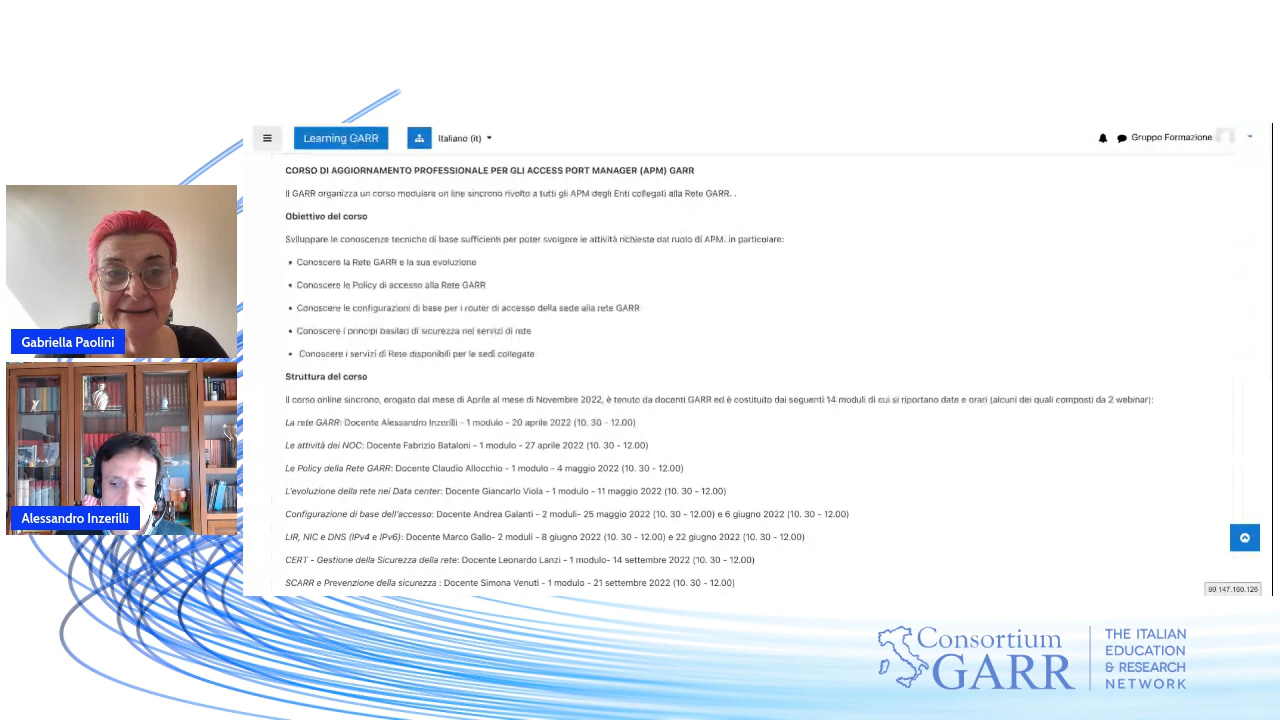 Learning GARR
Italiano (it)
Gruppo Formazione
CORSO DI AGGIORNAMENTO PROFESSIONALE PER GLI ACCESS PORT MANAGER (APM) GARR
Il GARR organizza un corso modulare on line sincrono rivolto a tutti gli APM degli Enti collegati alla Rete GARR. .
Obiettivo del corso
Sviluppare le conoscenze tecniche di base sufficienti per poter svolgere le attività richieste dal ruolo di APM. in particolare:
▪ Conoscere la Rete GARR e la sua evoluzione
▪ Conoscere le Policy di accesso alla Rete GARR
▪ Conoscere le configurazioni di base per i router di accesso della sede alla rete GARR
▪ Conoscere i principi basilari di sicurezza nei servizi di rete
▪ Conoscere i servizi di Rete disponibili per le sedi collegate
Struttura del corso
Il corso online sincrono, erogato dal mese di Aprile al mese di Novembre 2022, è tenuto da docenti GARR ed è costituito dai seguenti 14 moduli di cui si riportano date e orari (alcuni dei quali composti da 2 webinar):
La rete GARR: Docente Alessandro Inzerilli - 1 modulo - 20 aprile 2022 (10. 30 - 12.00)
Le attività dei NOC: Docente Fabrizio Bataloni - 1 modulo - 27 aprile 2022 (10. 30 - 12.00)
Le Policy della Rete GARR: Docente Claudio Allocchio - 1 modulo - 4 maggio 2022 (10. 30 - 12.00)
L'evoluzione della rete nei Data center: Docente Giancarlo Viola - 1 modulo - 11 maggio 2022 (10. 30 - 12.00)
Configurazione di base dell'accesso: Docente Andrea Galanti - 2 moduli- 25 maggio 2022 (10. 30 - 12.00) e 6 giugno 2022 (10. 30 - 12.00)
LIR, NIC e DNS (IPv4 e IPv6): Docente Marco Gallo- 2 moduli - 8 giugno 2022 (10. 30 - 12.00) e 22 giugno 2022 (10. 30 - 12.00)
CERT - Gestione della Sicurezza della rete: Docente Leonardo Lanzi - 1 modulo- 14 settembre 2022 (10. 30 - 12.00)
SCARR e Prevenzione della sicurezza : Docente Simona Venuti - 1 modulo - 21 settembre 2022 (10. 30 - 12.00)
90.147.160.128
Gabriella Paolini
Alessandro Inzerilli
Consortium
GARR
THE ITALIAN
EDUCATION
& RESEARCH
NETWORK